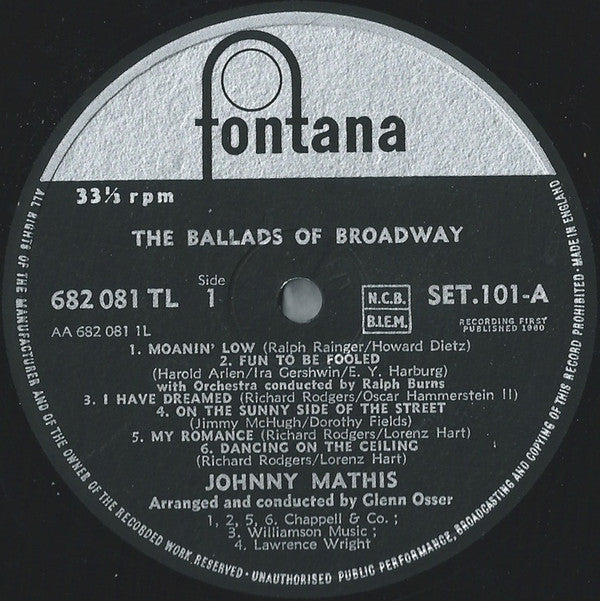 fontana
33⅓ rpm
THE BALLADS OF BROADWAY
682 081 TL
Side
1
N.C.B.
B.I.E.M.
SET.101-A
AA 682 081 1L
RECORDING FIRST
PUBLISHED 1960
1. MOANIN' LOW (Ralph Rainger/Howard Dietz)
2. FUN TO BE FOOLED
(Harold Arlen/Ira Gershwin/E. Y. Harburg)
with Orchestra conducted by Ralph Burns
3. I HAVE DREAMED (Richard Rodgers/Oscar Hammerstein II)
4. ON THE SUNNY SIDE OF THE STREET
(Jimmy McHugh/Dorothy Fields)
5. MY ROMANCE (Richard Rodgers/Lorenz Hart)
6. DANCING ON THE CEILING
(Richard Rodgers/Lorenz Hart)
JOHNNY MATHIS
Arranged and conducted by Glenn Osser
1, 2, 5, 6. Chappell & Co. ;
3. Williamson Music ;
4. Lawrence Wright
ALL RIGHTS OF THE MANUFACTURER AND OF THE OWNER OF THE RECORDED WORK RESERVED · UNAUTHORISED PUBLIC PERFORMANCE, BROADCASTING AND COPYING OF THIS RECORD PROHIBITED · MADE IN ENGLAND